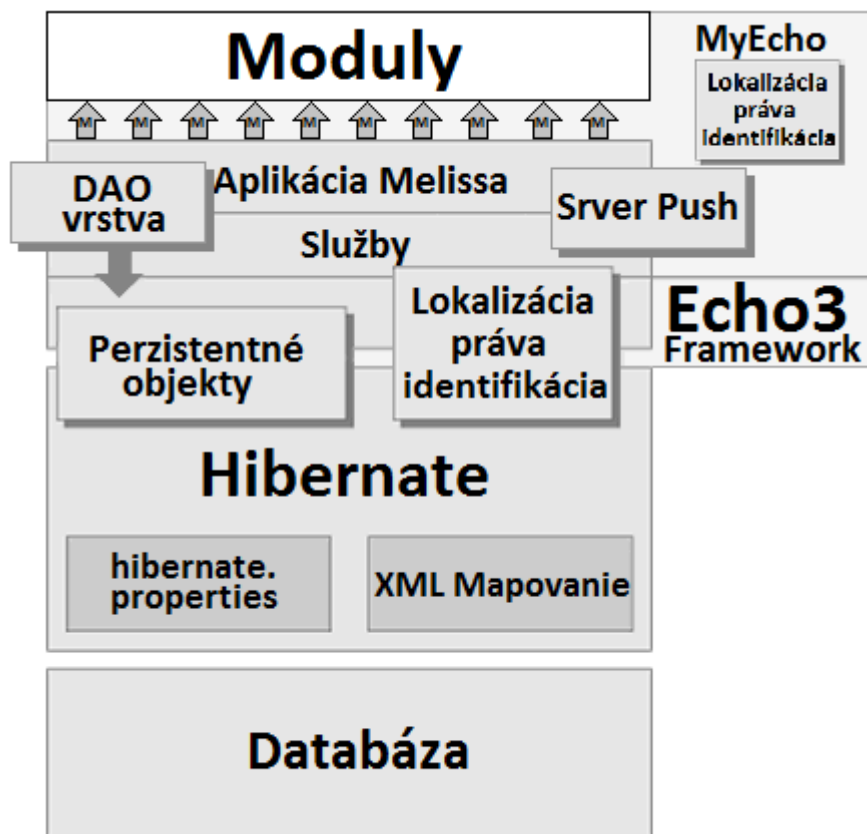 Moduly
MyEcho
Lokalizácia
práva
identifikácia
M M M M M M M M M M
DAO
vrstva
Aplikácia Melissa
Srver Push
Služby
Lokalizácia
práva
identifikácia
Echo3
Framework
Perzistentné
objekty
Hibernate
hibernate.
properties
XML Mapovanie
Databáza